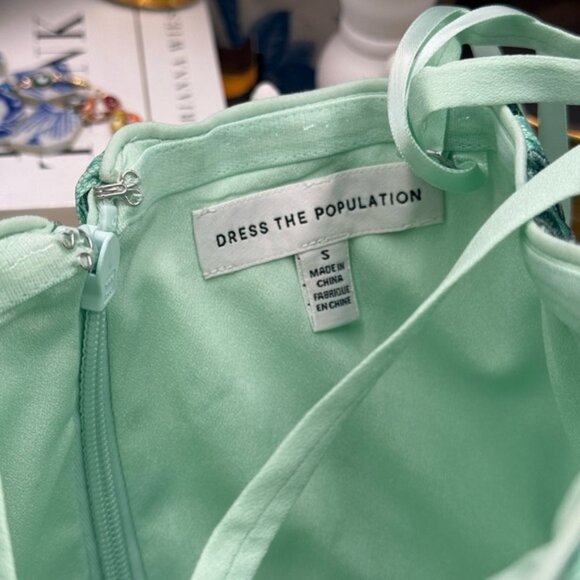 DRESS THE POPULATION
S
MADE IN
CHINA
FABRIQUE
EN CHINE